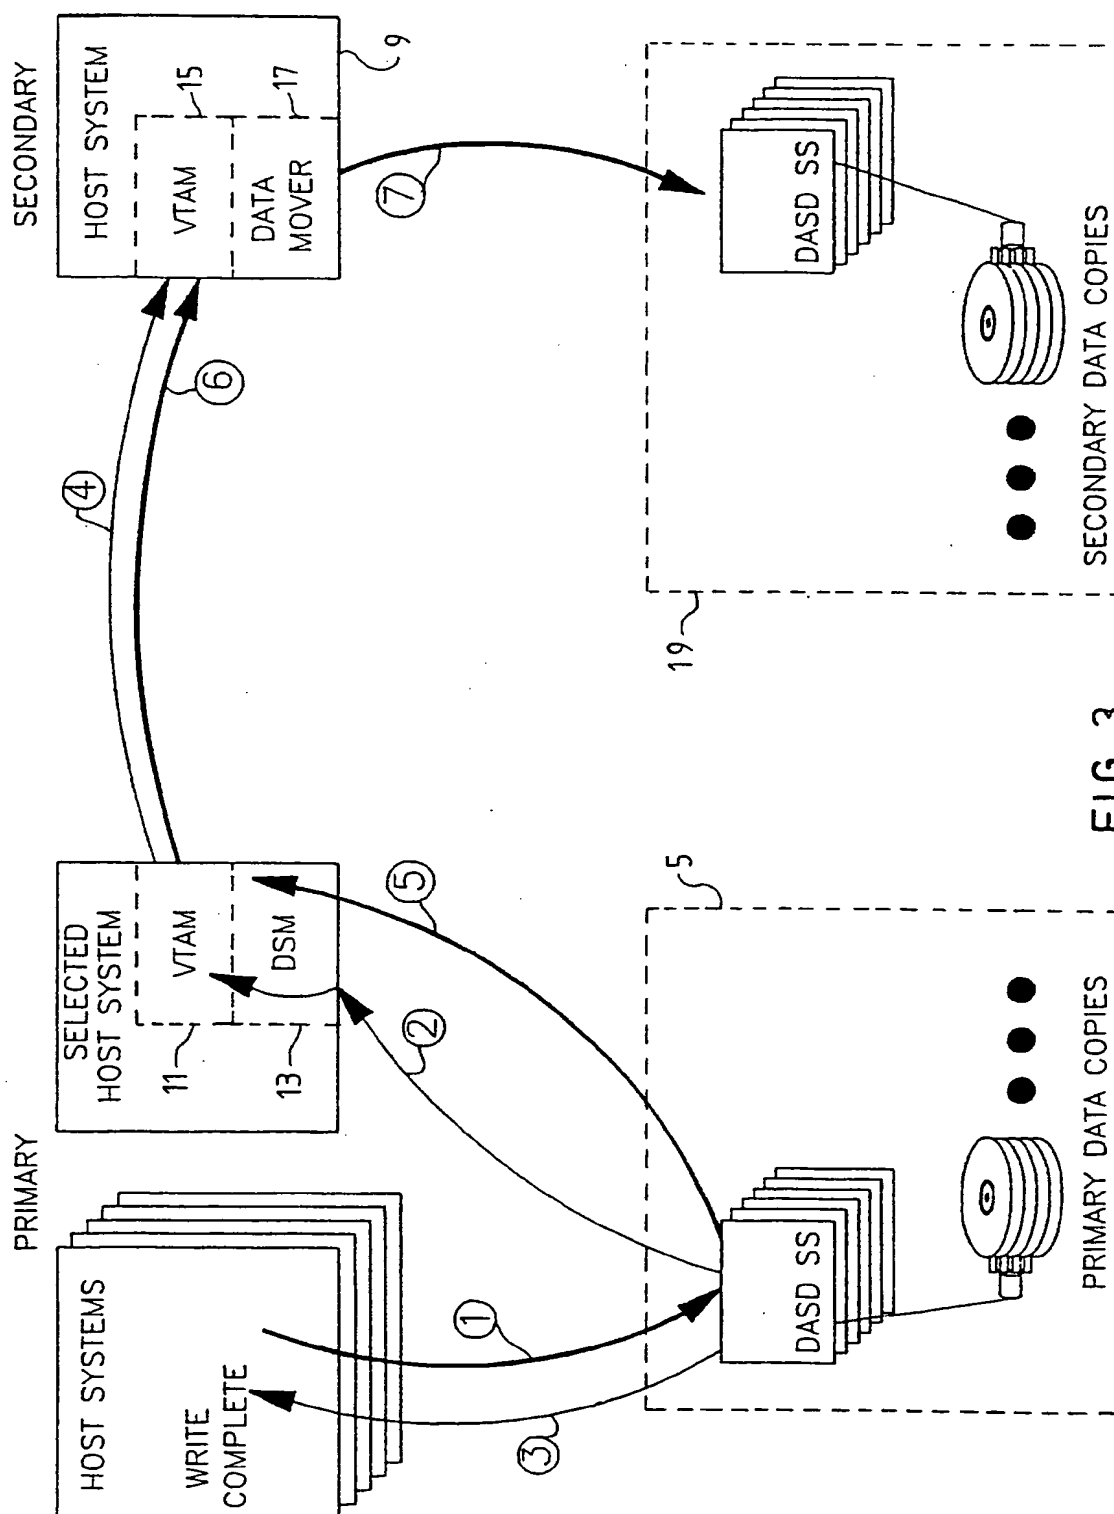 PRIMARY
SECONDARY
HOST SYSTEMS
WRITE
COMPLETE
SELECTED
HOST SYSTEM
VTAM
DSM
11
13
HOST SYSTEM
VTAM
DATA
MOVER
15
17
9
1
2
3
4
5
6
7
5
DASD SS
PRIMARY DATA COPIES
19
DASD SS
SECONDARY DATA COPIES
FIG. 3